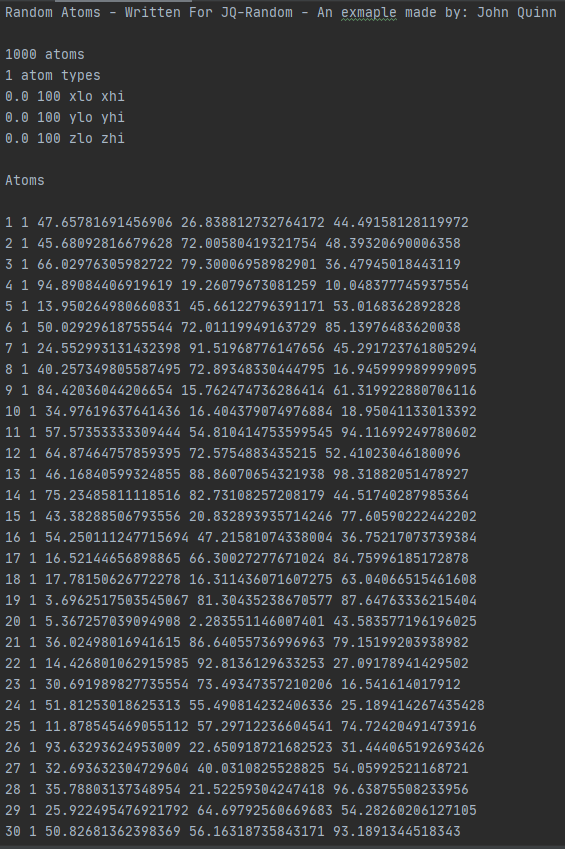 Random Atoms - Written For JQ-Random - An exmaple made by: John Quinn
1000 atoms
1 atom types
0.0 100 xlo xhi
0.0 100 ylo yhi
0.0 100 zlo zhi
Atoms
1 1 47.65781691456906 26.838812732764172 44.49158128119972
2 1 45.68092816679628 72.00580419321754 48.39320690006358
3 1 66.02976305982722 79.30006958982901 36.47945018443119
4 1 94.89084406919619 19.26079673081259 10.048377745937554
5 1 13.950264980660831 45.66122796391171 53.0168362892828
6 1 50.02929618755544 72.01119949163729 85.13976483620038
7 1 24.552993131432398 91.51968776147656 45.291723761805294
8 1 40.257349805587495 72.89348330444795 16.945999989999095
9 1 84.42036044206654 15.762474736286414 61.319922880706116
10 1 34.97619637641436 16.404379074976884 18.95041133013392
11 1 57.57353333309444 54.810414753599545 94.11699249780602
12 1 64.87464757859395 72.5754883435215 52.41023046180096
13 1 46.16840599324855 88.86070654321938 98.31882051478927
14 1 75.23485811118516 82.73108257208179 44.51740287985364
15 1 43.38288506793556 20.832893935714246 77.60590222442202
16 1 54.250111247715694 47.21581074338004 36.75217073739384
17 1 16.52144656898865 66.30027277671024 84.75996185172878
18 1 17.78150626772278 16.311436071607275 63.04066515461608
19 1 3.6962517503545067 81.30435238670577 87.64763336215404
20 1 5.367257039094908 2.283551146007401 43.583577196196025
21 1 36.02498016941615 86.64055736996963 79.15199203938982
22 1 14.426801062915985 92.8136129633253 27.09178941429502
23 1 30.691989827735554 73.49347357210206 16.541614017912
24 1 51.81253018625313 55.490814232406336 25.189414267435428
25 1 11.878545469055112 57.29712236604541 74.72420491473916
26 1 93.63293624953009 22.650918721682523 31.444065192693426
27 1 32.693632304729604 40.0310825528825 54.05992521168721
28 1 35.78803137348954 21.52259304247418 96.63875508233956
29 1 25.922495476921792 64.69792560669683 54.28260206127105
30 1 50.82681362398369 56.16318735843171 93.1891344518343